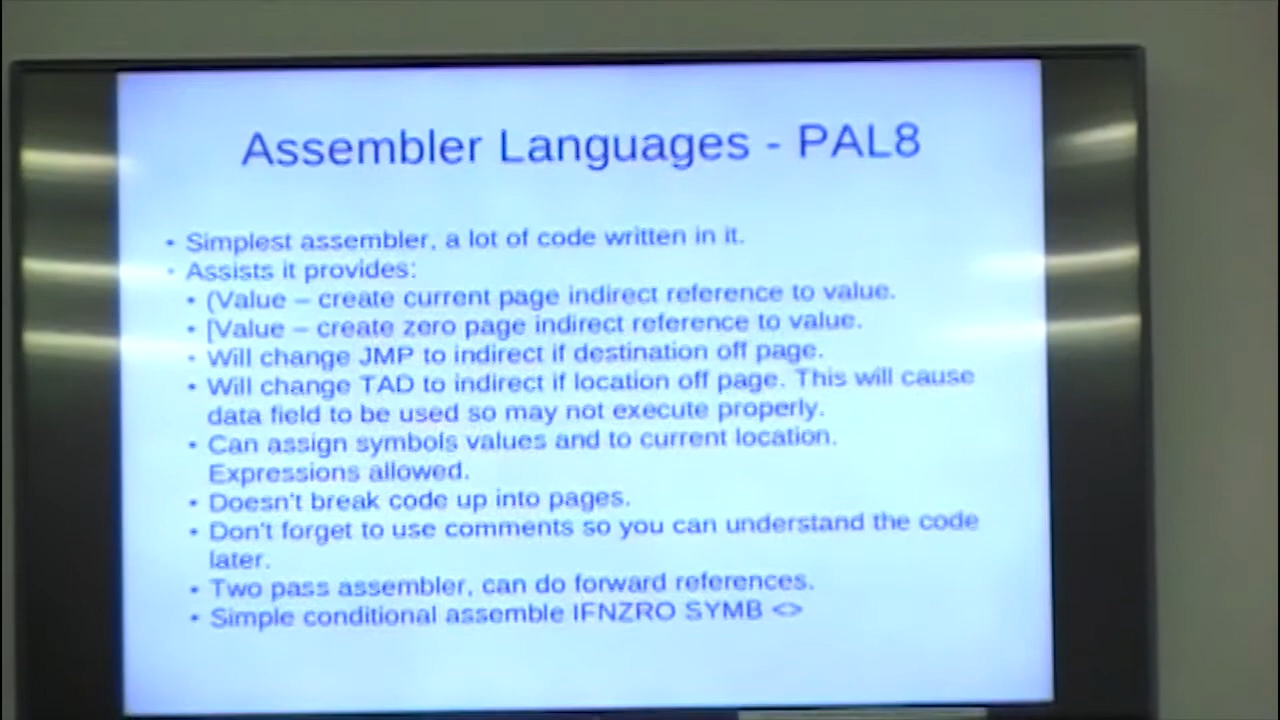 Assembler Languages - PAL8
• Simplest assembler, a lot of code written in it.
• Assists it provides:
• (Value – create current page indirect reference to value.
• [Value – create zero page indirect reference to value.
• Will change JMP to indirect if destination off page.
• Will change TAD to indirect if location off page. This will cause
data field to be used so may not execute properly.
• Can assign symbols values and to current location.
Expressions allowed.
• Doesn't break code up into pages.
• Don't forget to use comments so you can understand the code
later.
• Two pass assembler, can do forward references.
• Simple conditional assemble IFNZRO SYMB <>